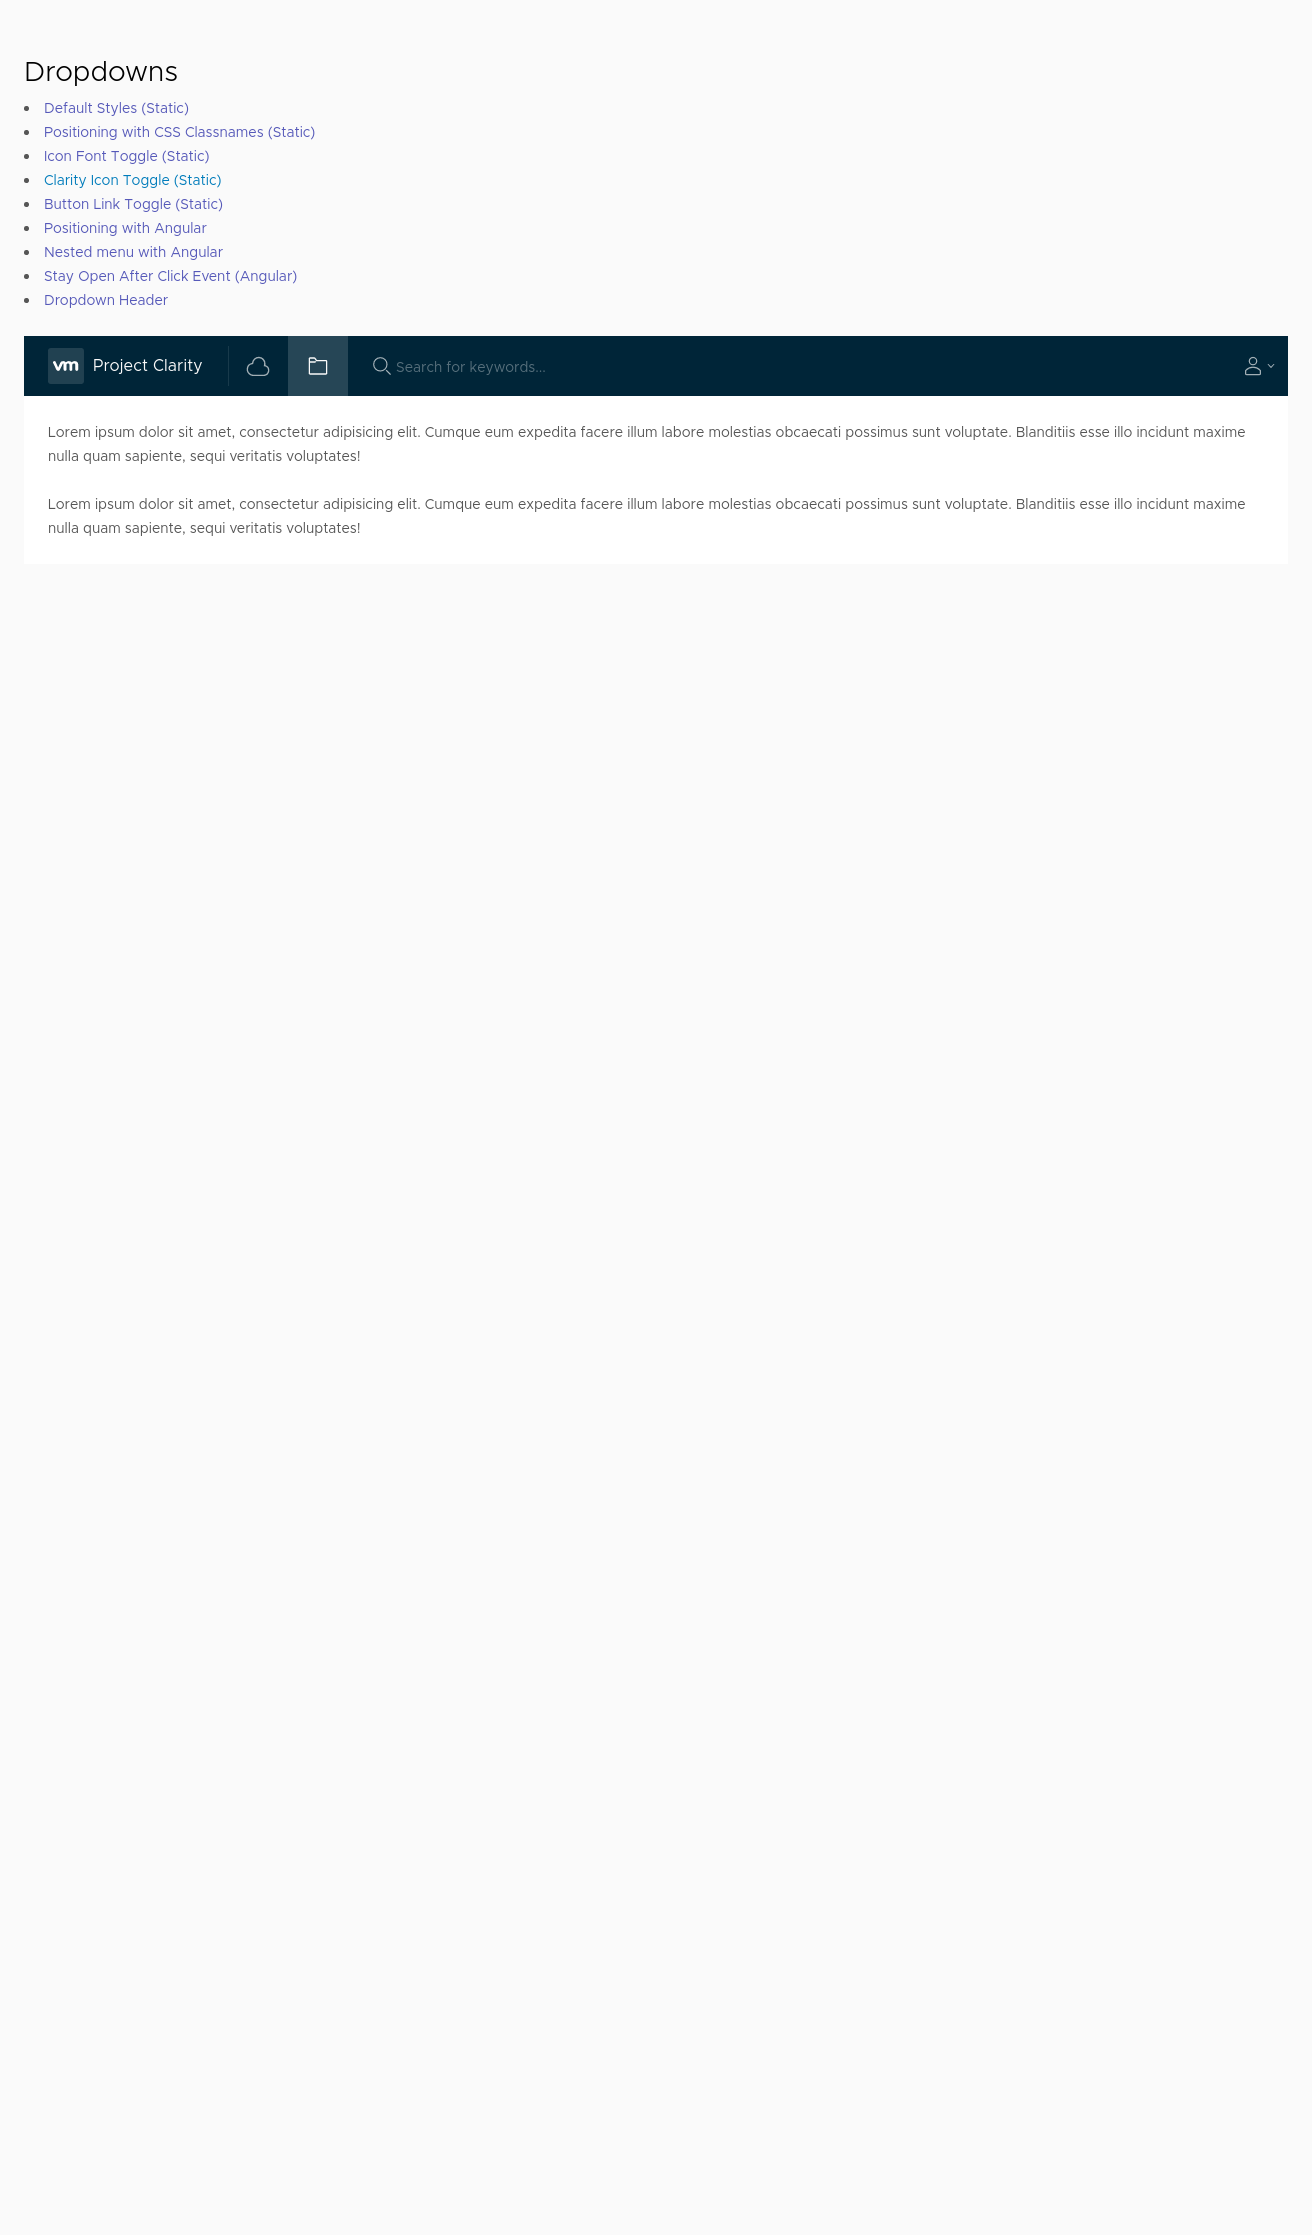 Dropdowns
Default Styles (Static)
Positioning with CSS Classnames (Static)
Icon Font Toggle (Static)
Clarity Icon Toggle (Static)
Button Link Toggle (Static)
Positioning with Angular
Nested menu with Angular
Stay Open After Click Event (Angular)
Dropdown Header
vm Project Clarity Search for keywords...
Lorem ipsum dolor sit amet, consectetur adipisicing elit. Cumque eum expedita facere illum labore molestias obcaecati possimus sunt voluptate. Blanditiis esse illo incidunt maxime
nulla quam sapiente, sequi veritatis voluptates!
Lorem ipsum dolor sit amet, consectetur adipisicing elit. Cumque eum expedita facere illum labore molestias obcaecati possimus sunt voluptate. Blanditiis esse illo incidunt maxime
nulla quam sapiente, sequi veritatis voluptates!